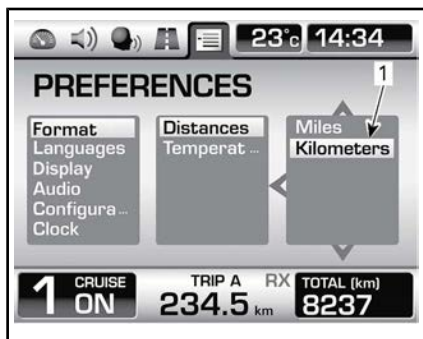 23°c 14:34
1
PREFERENCES
Format
Languages
Display
Audio
Configura ...
Clock
Distances
Temperat ...
Miles
Kilometers
1 CRUISE ON
TRIP A
234.5 km
RX
TOTAL (km)
8237